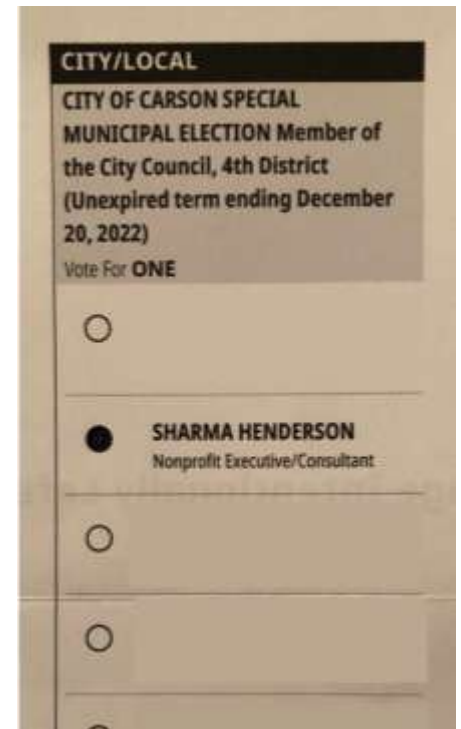 CITY/LOCAL
CITY OF CARSON SPECIAL
MUNICIPAL ELECTION Member of
the City Council, 4th District
(Unexpired term ending December
20, 2022)
Vote For ONE
SHARMA HENDERSON
Nonprofit Executive/Consultant